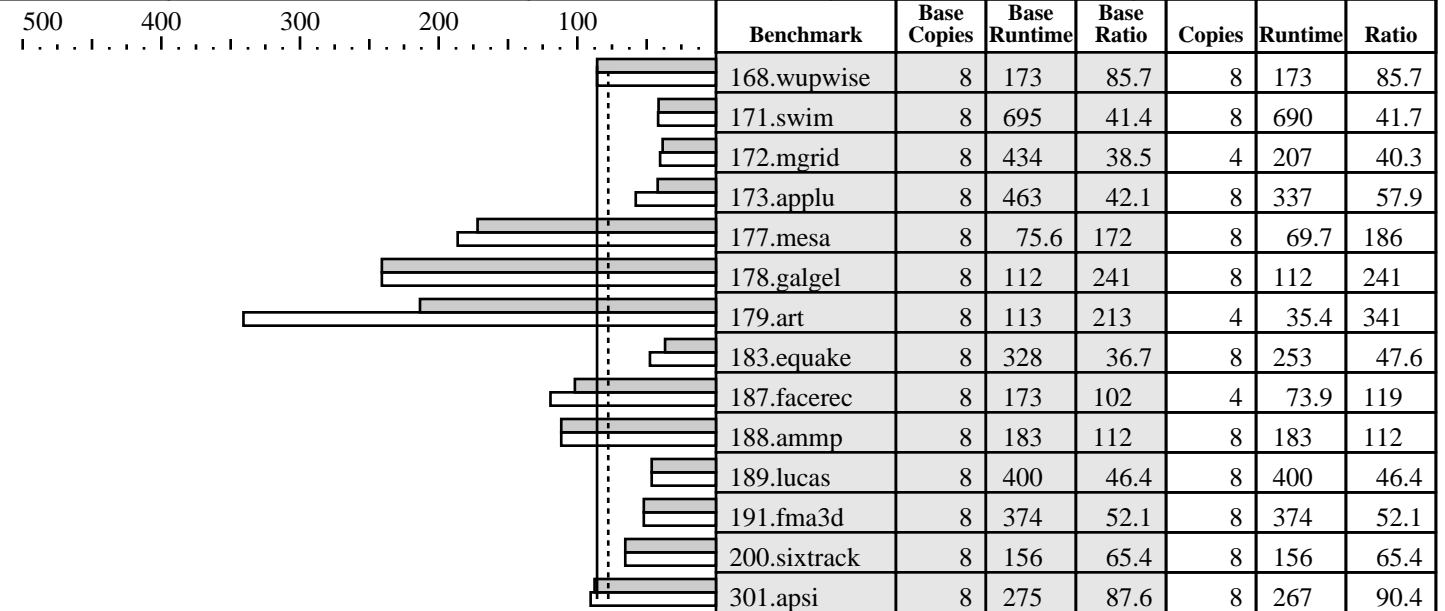 500 400 300 200 100
Benchmark Base Copies Base Runtime Base Ratio Copies Runtime Ratio
168.wupwise 8 173 85.7 8 173 85.7
171.swim 8 695 41.4 8 690 41.7
172.mgrid 8 434 38.5 4 207 40.3
173.applu 8 463 42.1 8 337 57.9
177.mesa 8 75.6 172 8 69.7 186
178.galgel 8 112 241 8 112 241
179.art 8 113 213 4 35.4 341
183.equake 8 328 36.7 8 253 47.6
187.facerec 8 173 102 4 73.9 119
188.ammp 8 183 112 8 183 112
189.lucas 8 400 46.4 8 400 46.4
191.fma3d 8 374 52.1 8 374 52.1
200.sixtrack 8 156 65.4 8 156 65.4
301.apsi 8 275 87.6 8 267 90.4